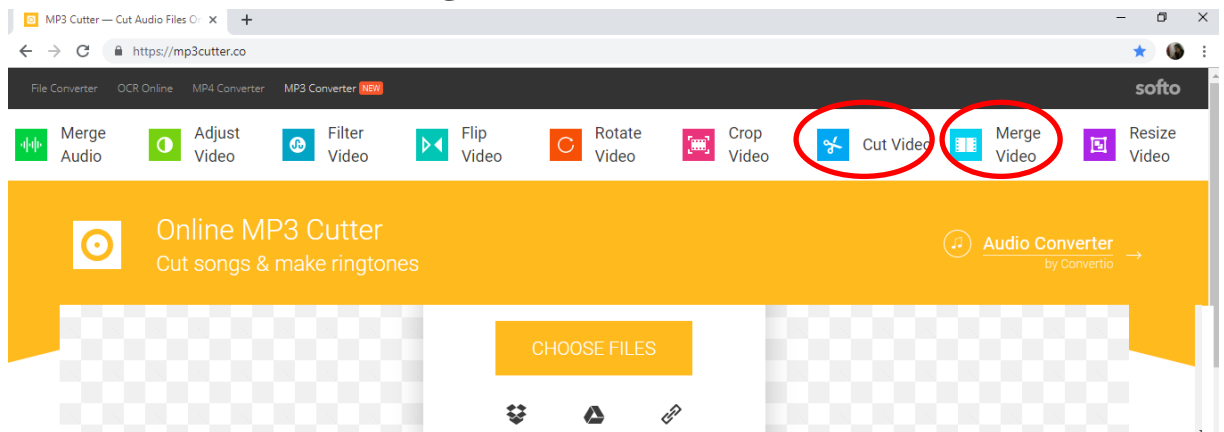 MP3 Cutter — Cut Audio Files O
https://mp3cutter.co
File Converter OCR Online MP4 Converter MP3 Converter NEW softo
Merge Audio
Adjust Video
Filter Video
Flip Video
Rotate Video
Crop Video
Cut Video
Merge Video
Resize Video
Online MP3 Cutter
Cut songs & make ringtones
Audio Converter
by Convertio
CHOOSE FILES